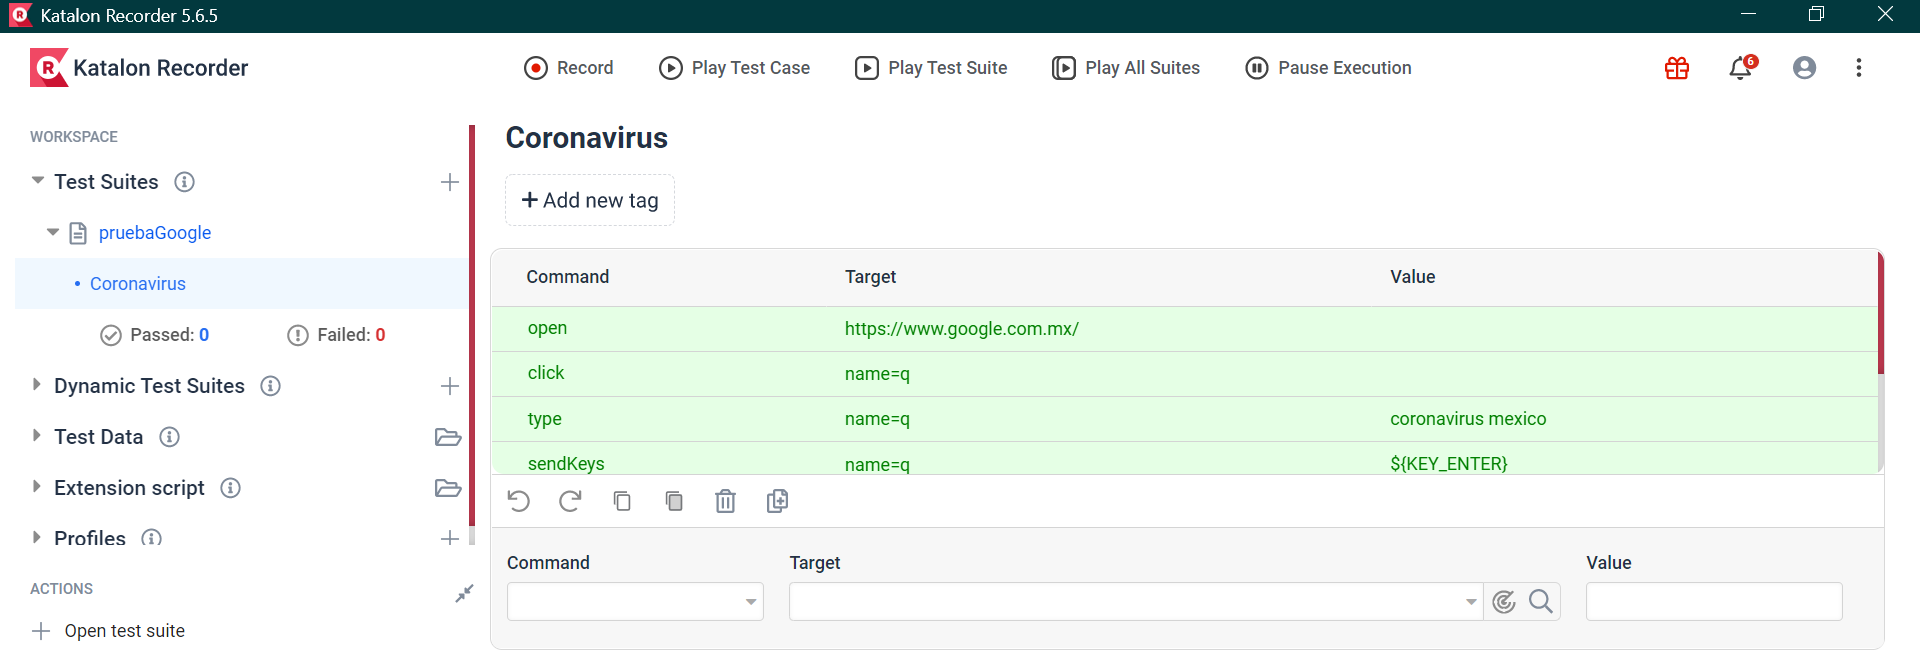 Katalon Recorder 5.6.5
Katalon Recorder
Record
Play Test Case
Play Test Suite
Play All Suites
Pause Execution
6
WORKSPACE
Test Suites
pruebaGoogle
• Coronavirus
Passed: 0
Failed: 0
Dynamic Test Suites
Test Data
Extension script
Profiles
ACTIONS
Open test suite
Coronavirus
+ Add new tag
Command Target Value
open https://www.google.com.mx/
click name=q
type name=q coronavirus mexico
sendKeys name=q ${KEY_ENTER}
Command Target Value